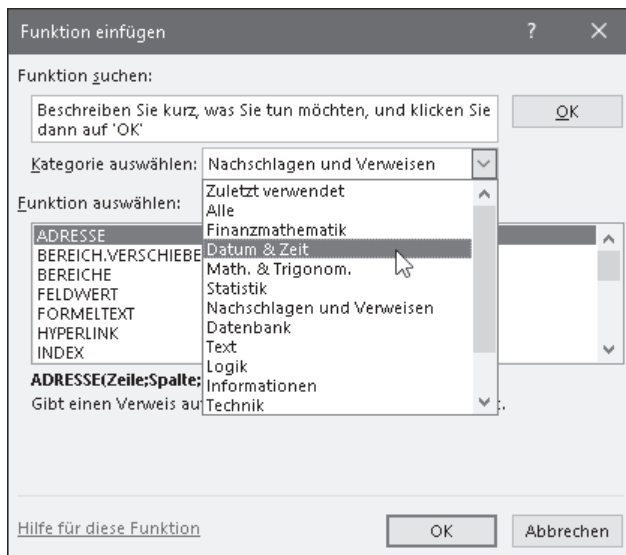 Funktion einfügen
?
Funktion suchen:
Beschreiben Sie kurz, was Sie tun möchten, und klicken Sie
dann auf 'OK'
OK
Kategorie auswählen: Nachschlagen und Verweisen
Funktion auswählen:
Zuletzt verwendet
Alle
Finanzmathematik
Datum & Zeit
Math. & Trigonom.
Statistik
Nachschlagen und Verweisen
Datenbank
Text
Logik
Informationen
Technik
ADRESSE
BEREICH.VERSCHIEBE
BEREICHE
FELDWERT
FORMELTEXT
HYPERLINK
INDEX
ADRESSE(Zeile;Spalte;
Gibt einen Verweis au
Hilfe für diese Funktion
OK
Abbrechen